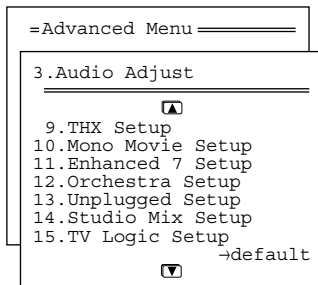 =Advanced Menu
3.Audio Adjust
9.THX Setup
10.Mono Movie Setup
11.Enhanced 7 Setup
12.Orchestra Setup
13.Unplugged Setup
14.Studio Mix Setup
15.TV Logic Setup
→default